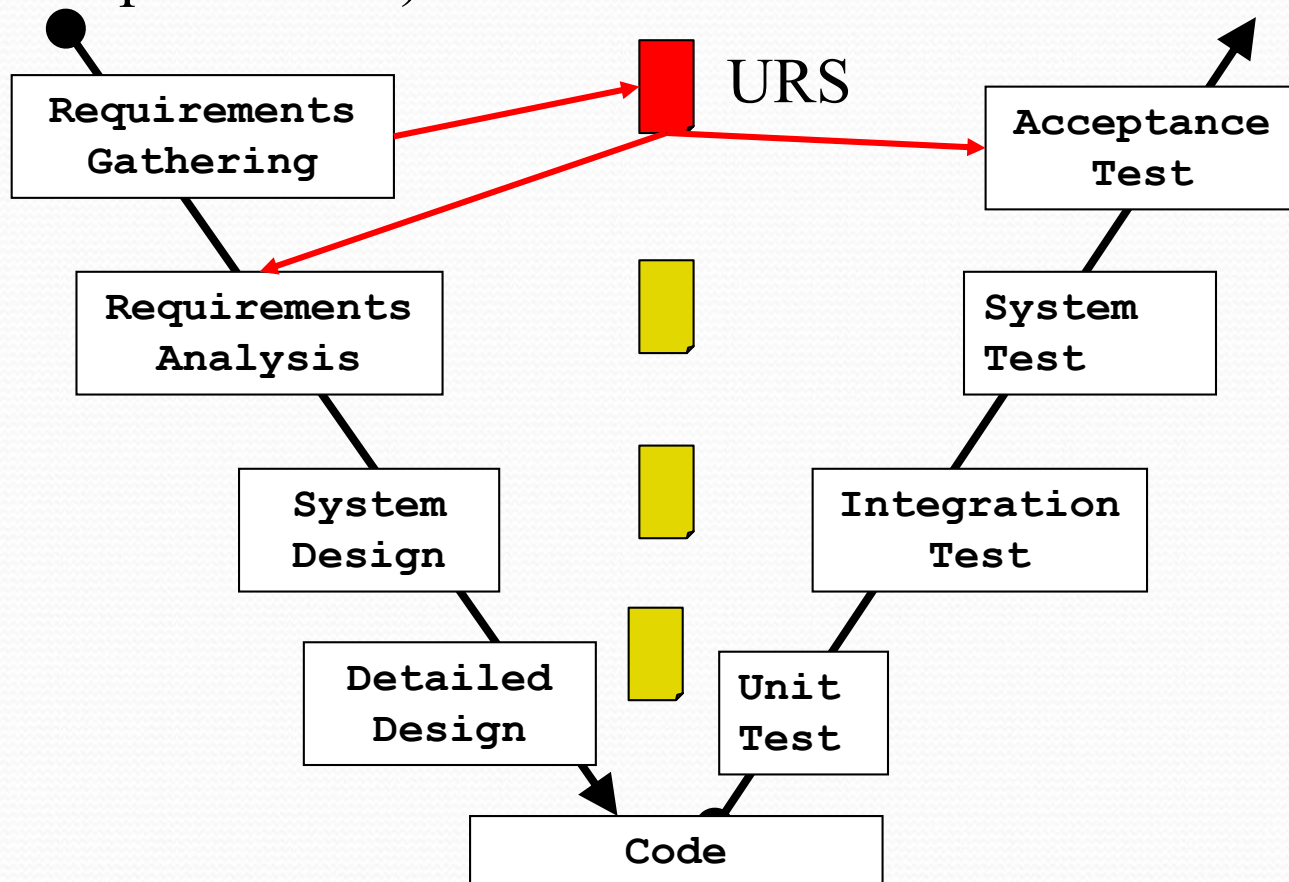 URS
Requirements
Gathering
Acceptance
Test
Requirements
Analysis
System
Test
System
Design
Integration
Test
Detailed
Design
Unit
Test
Code